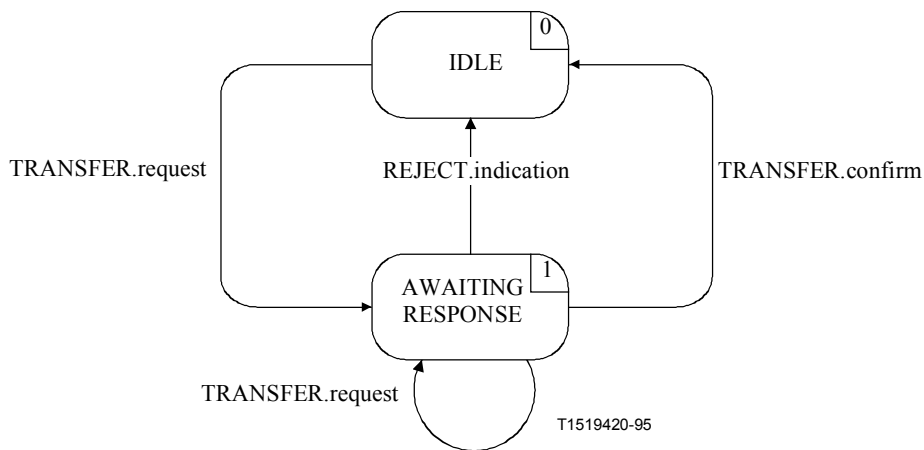 0
IDLE
TRANSFER.request
REJECT.indication
TRANSFER.confirm
1
AWAITING
RESPONSE
TRANSFER.request
T1519420-95